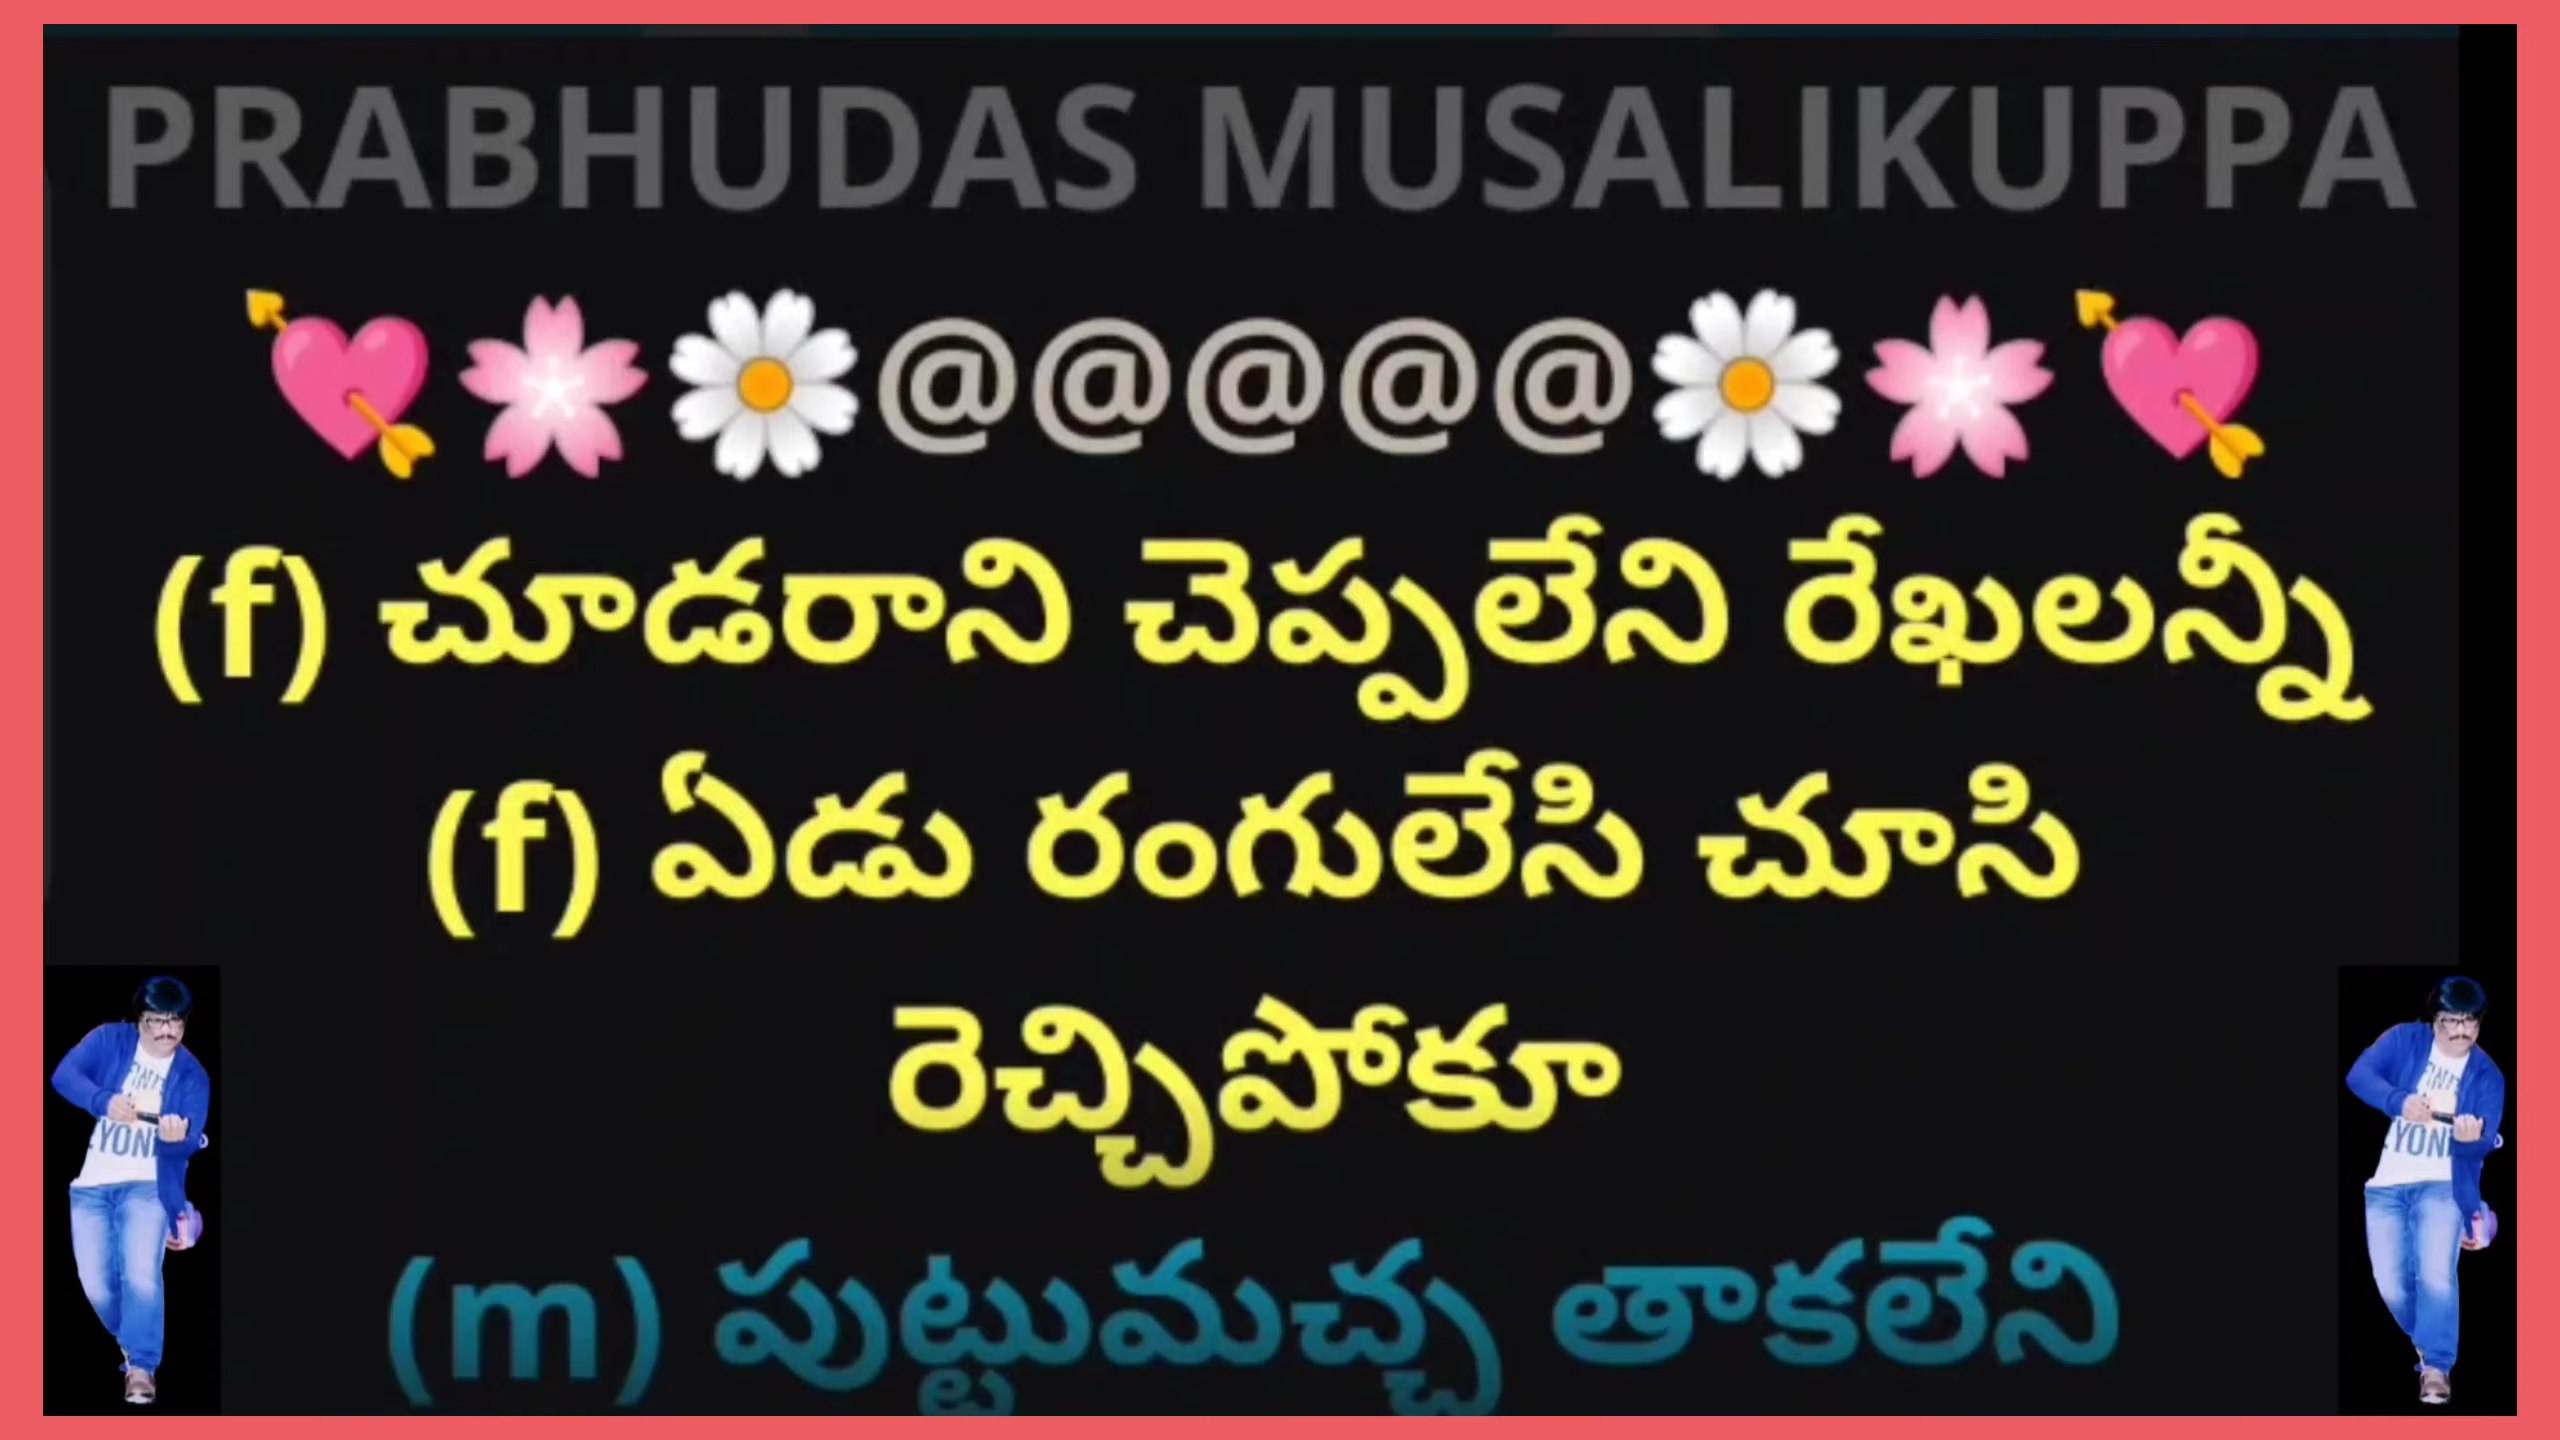 PRABHUDAS MUSALIKUPPA
💘🌸🌼@@@@@🌼🌸💘
(f) చూడరాని చెప్పలేని రేఖలన్నీ
(f) ఏడు రంగులేసి చూసి
రెచ్చిపోకూ
(m) పుట్టుమచ్చ తాకలేని